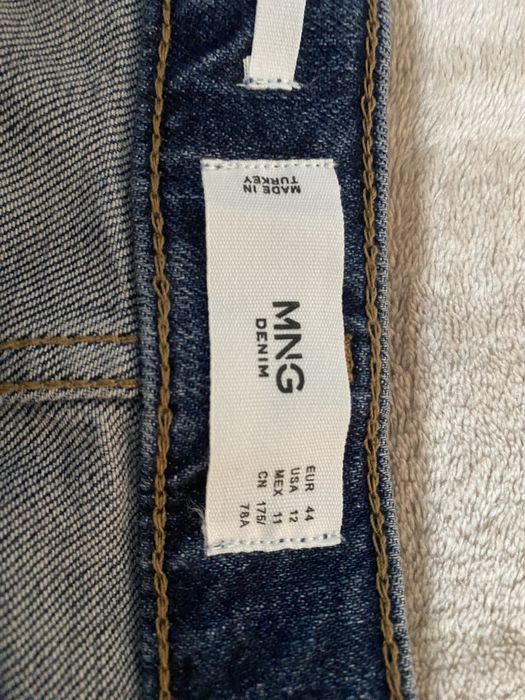 MADE IN
TURKEY
MNG
DENIM
EUR 44
USA 12
MEX 11
CN 175/
78A